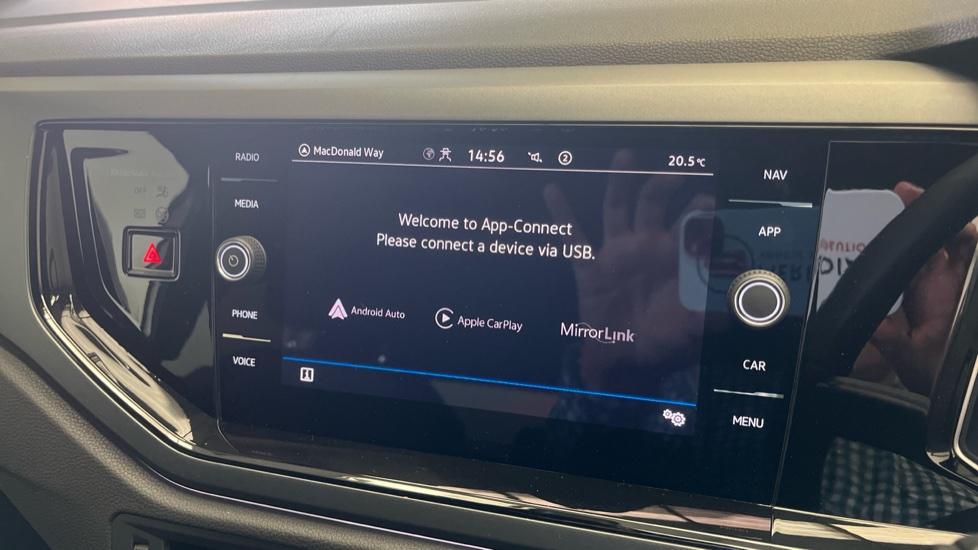 RADIO
MEDIA
PHONE
VOICE
MacDonald Way 14:56 2 20.5°C
Welcome to App-Connect
Please connect a device via USB.
Android Auto Apple CarPlay MirrorLink
NAV
APP
CAR
MENU
OFF